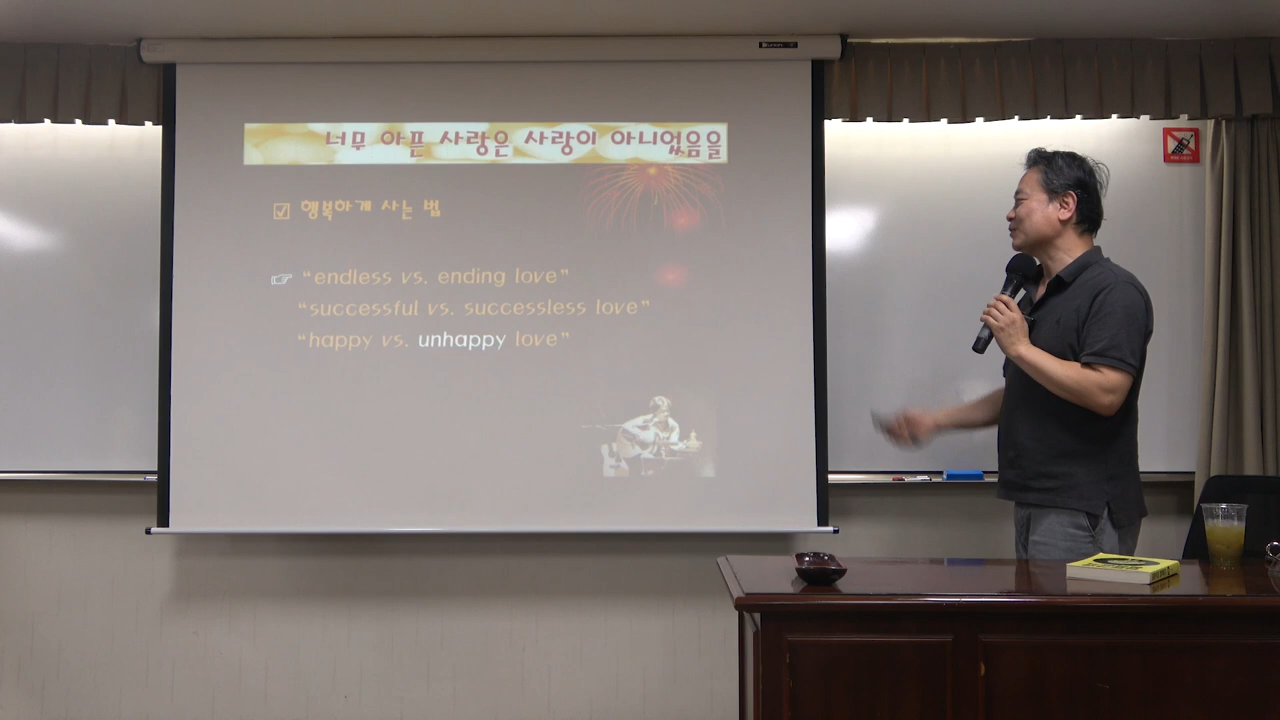 너무 아픈 사랑은 사랑이 아니었음을
☑ 행복하게 사는 법
☞ “endless vs. ending love”
“successful vs. successless love”
“happy vs. unhappy love”